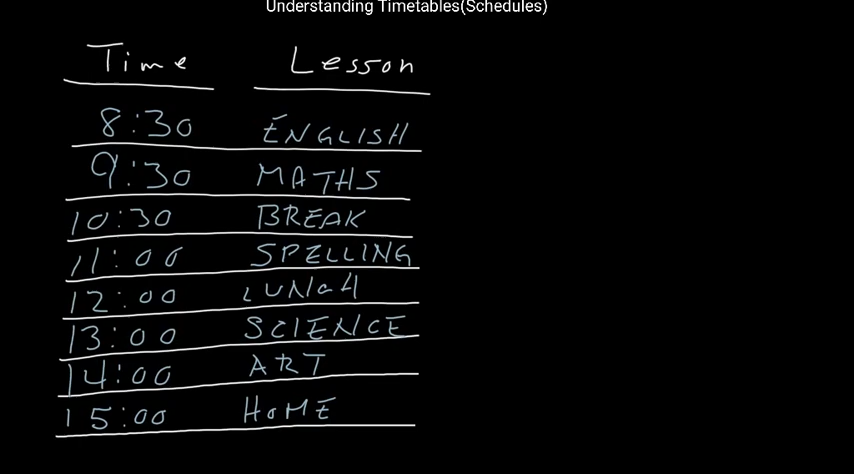 Understanding Timetables(Schedules)
Time Lesson
8:30 ENGLISH
9:30 MATHS
10:30 BREAK
11:00 SPELLING
12:00 LUNCH
13:00 SCIENCE
14:00 ART
15:00 HOME